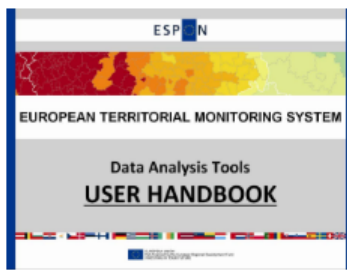 ESPON
EUROPEAN TERRITORIAL MONITORING SYSTEM
Data Analysis Tools
USER HANDBOOK